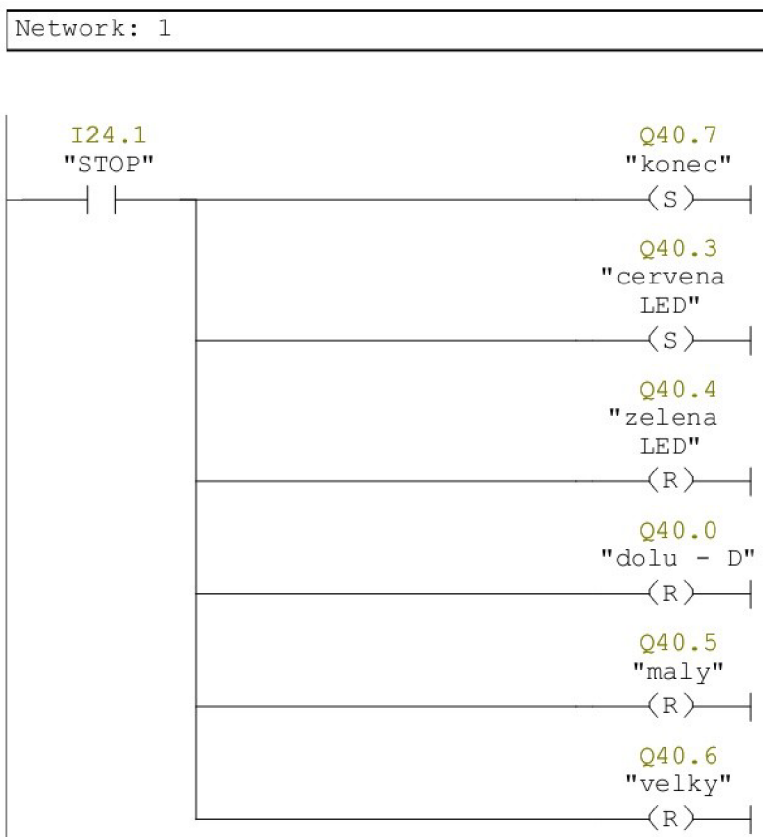 Network: 1
I24.1
"STOP"
Q40.7
"konec"
S
Q40.3
"cervena
LED"
S
Q40.4
"zelena
LED"
R
Q40.0
"dolu - D"
R
Q40.5
"maly"
R
Q40.6
"velky"
R